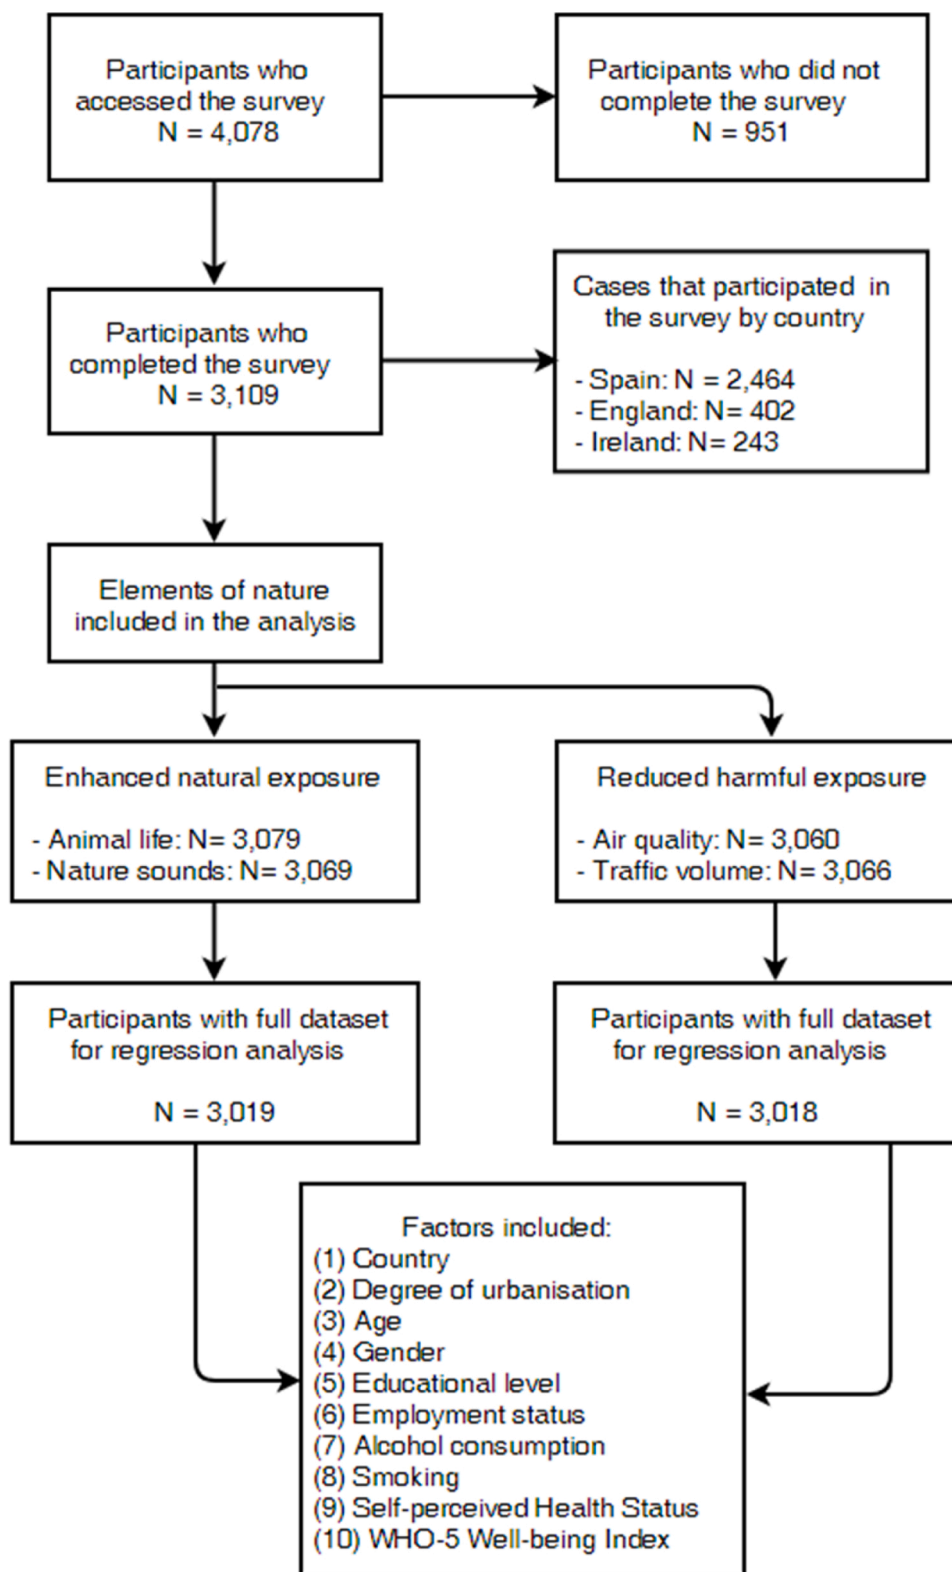 Participants who
accessed the survey
N = 4,078
Participants who did not
complete the survey
N = 951
Participants who
completed the survey
N = 3,109
Cases that participated in
the survey by country
- Spain: N = 2,464
- England: N= 402
- Ireland: N= 243
Elements of nature
included in the analysis
Enhanced natural exposure
- Animal life: N= 3,079
- Nature sounds: N= 3,069
Reduced harmful exposure
- Air quality: N= 3,060
- Traffic volume: N= 3,066
Participants with full dataset
for regression analysis
N = 3,019
Participants with full dataset
for regression analysis
N = 3,018
Factors included:
(1) Country
(2) Degree of urbanisation
(3) Age
(4) Gender
(5) Educational level
(6) Employment status
(7) Alcohol consumption
(8) Smoking
(9) Self-perceived Health Status
(10) WHO-5 Well-being Index